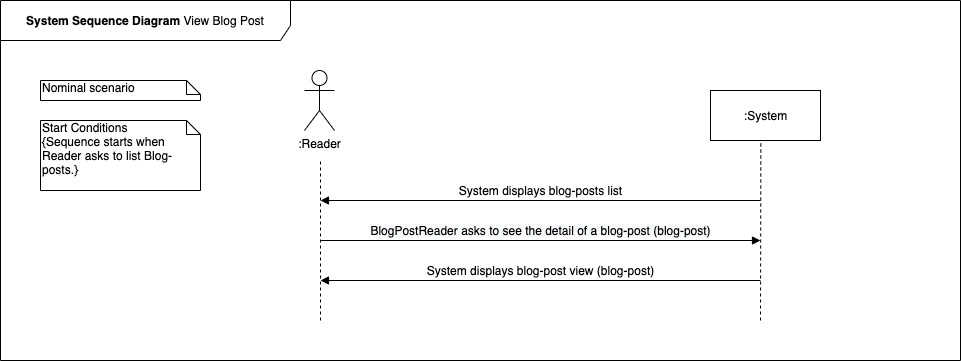 System Sequence Diagram View Blog Post
Nominal scenario
Start Conditions
{Sequence starts when
Reader asks to list Blog-
posts.}
:Reader
:System
System displays blog-posts list
BlogPostReader asks to see the detail of a blog-post (blog-post)
System displays blog-post view (blog-post)